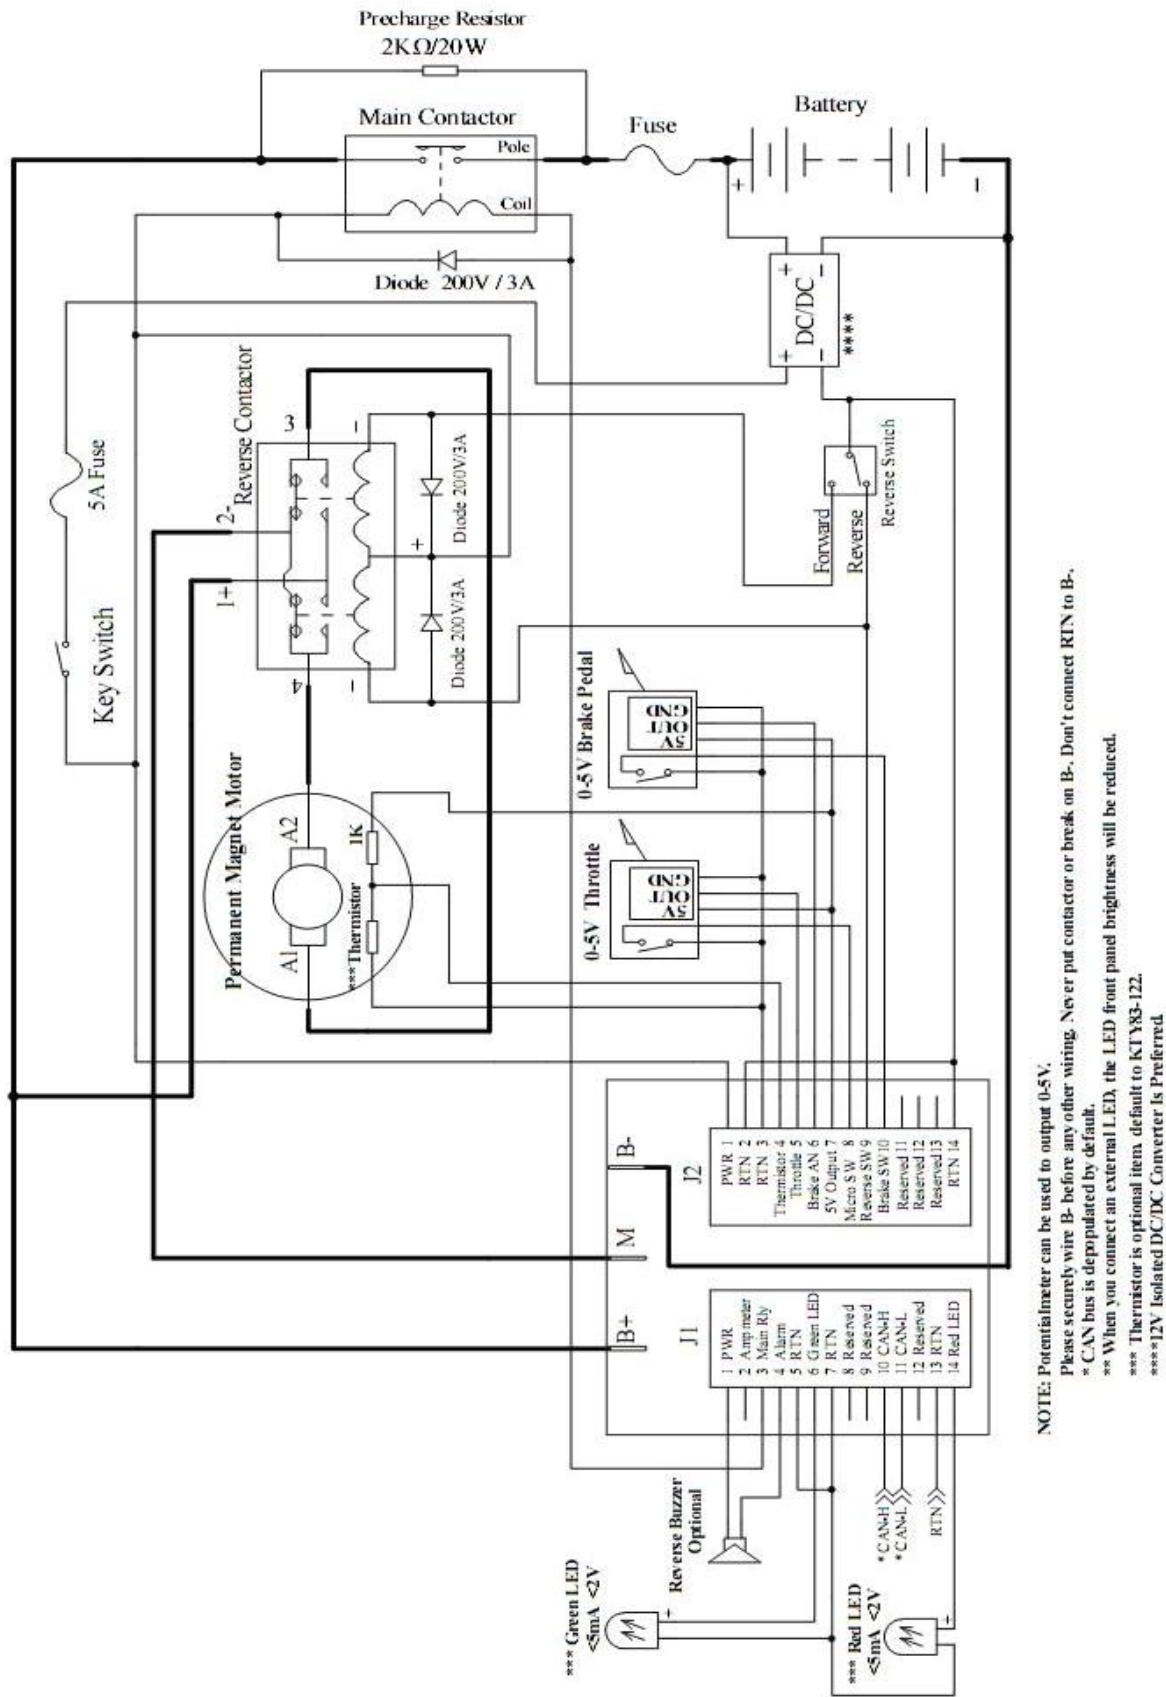 Precharge Resistor
2KΩ/20W
Main Contactor
Pole
Coil
Fuse
Battery
+
-
Diode 200V / 3A
+ -
DC/DC
+ -
****
5A Fuse
Key Switch
Reverse Contactor
2-
1+
3
4
-
+
-
Diode 200V/3A
Diode 200V/3A
Forward
Reverse
Reverse Switch
Permanent Magnet Motor
A1
A2
1K
***Thermistor
0-5V Brake Pedal
GND
OUT
5V
0-5V Throttle
GND
OUT
5V
B-
M
B+
J2
PWR 1
RTN 2
RTN 3
Thermistor 4
Throttle 5
Brake AN 6
5V Output 7
Micro SW 8
Reverse SW 9
Brake SW10
Reserved 11
Reserved 12
Reserved13
RTN 14
J1
1 PWR
2 Amp meter
3 Main Rly
4 Alarm
5 RTN
6 Green LED
7 RTN
8 Reserved
9 Reserved
10 CAN-H
11 CAN-L
12 Reserved
13 RTN
14 Red LED
Reverse Buzzer
Optional
*CAN-H
*CAN-L
RTN
*** Green LED
<5mA <2V
+
*** Red LED
<5mA <2V
+
NOTE: Potentialmeter can be used to output 0-5V.
Please securely wire B- before any other wiring. Never put contactor or break on B-. Don't connect RTN to B-.
* CAN bus is depopulated by default.
** When you connect an external LED, the LED front panel brightness will be reduced.
*** Thermistor is optional item, default to KTY83-122.
****12V Isolated DC/DC Converter Is Preferred.